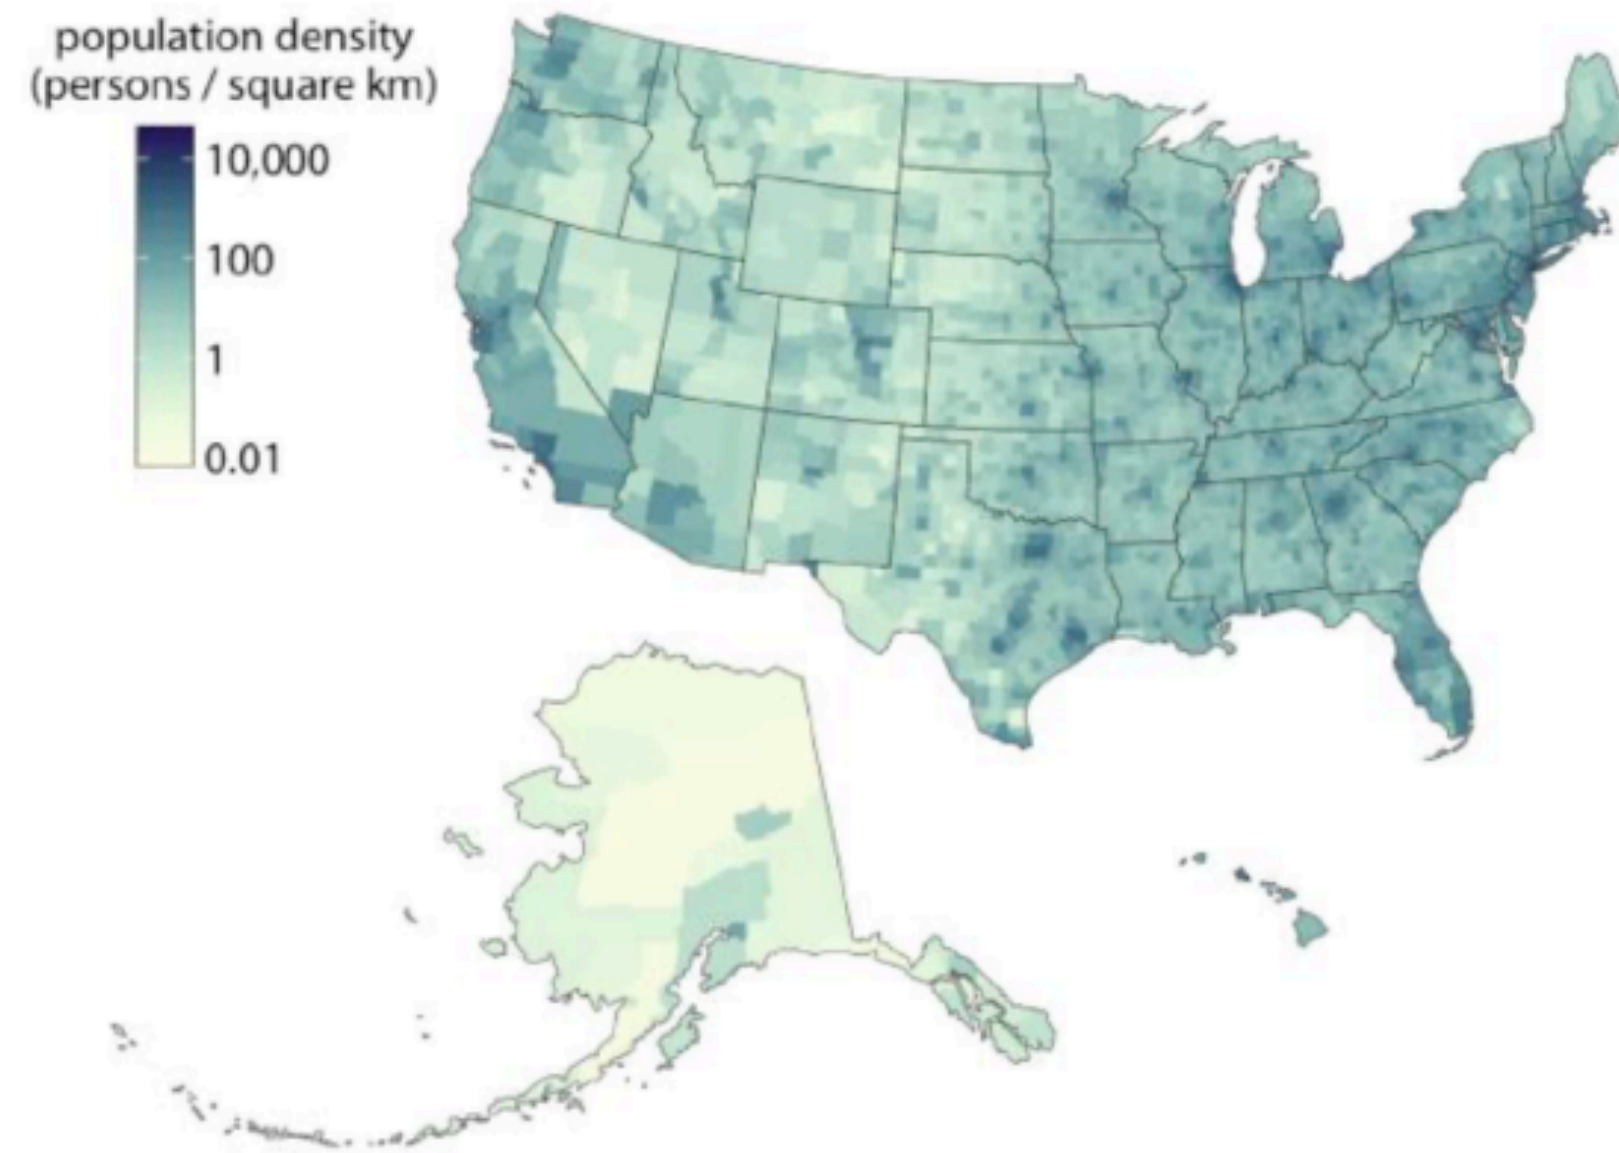 population density
(persons / square km)
10,000
100
1
0.01